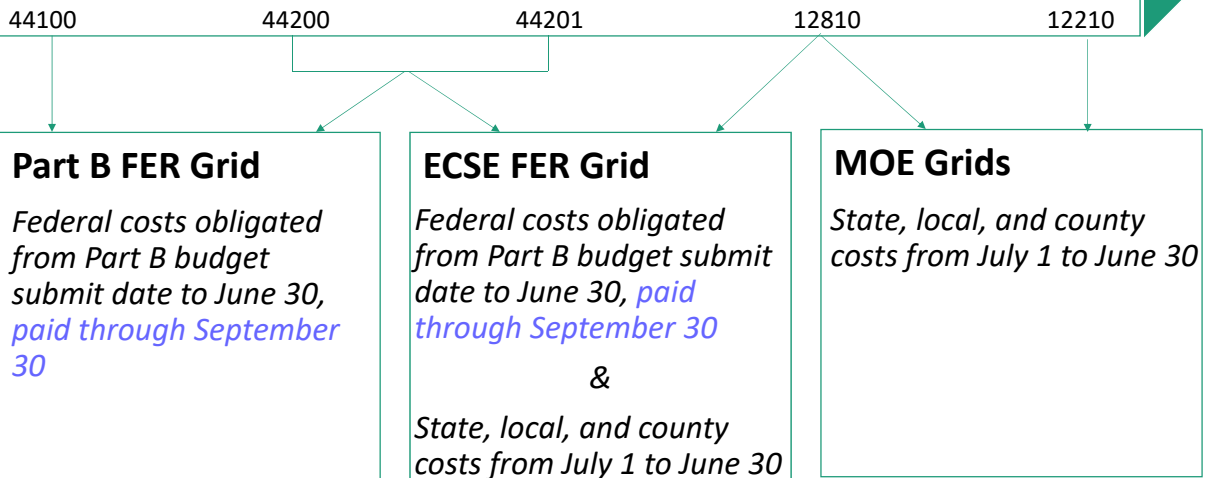 44100 44200 44201 12810 12210
Part B FER Grid
Federal costs obligated
from Part B budget
submit date to June 30,
paid through September
30
ECSE FER Grid
Federal costs obligated
from Part B budget submit
date to June 30, paid
through September 30
&
State, local, and county
costs from July 1 to June 30
MOE Grids
State, local, and county
costs from July 1 to June 30